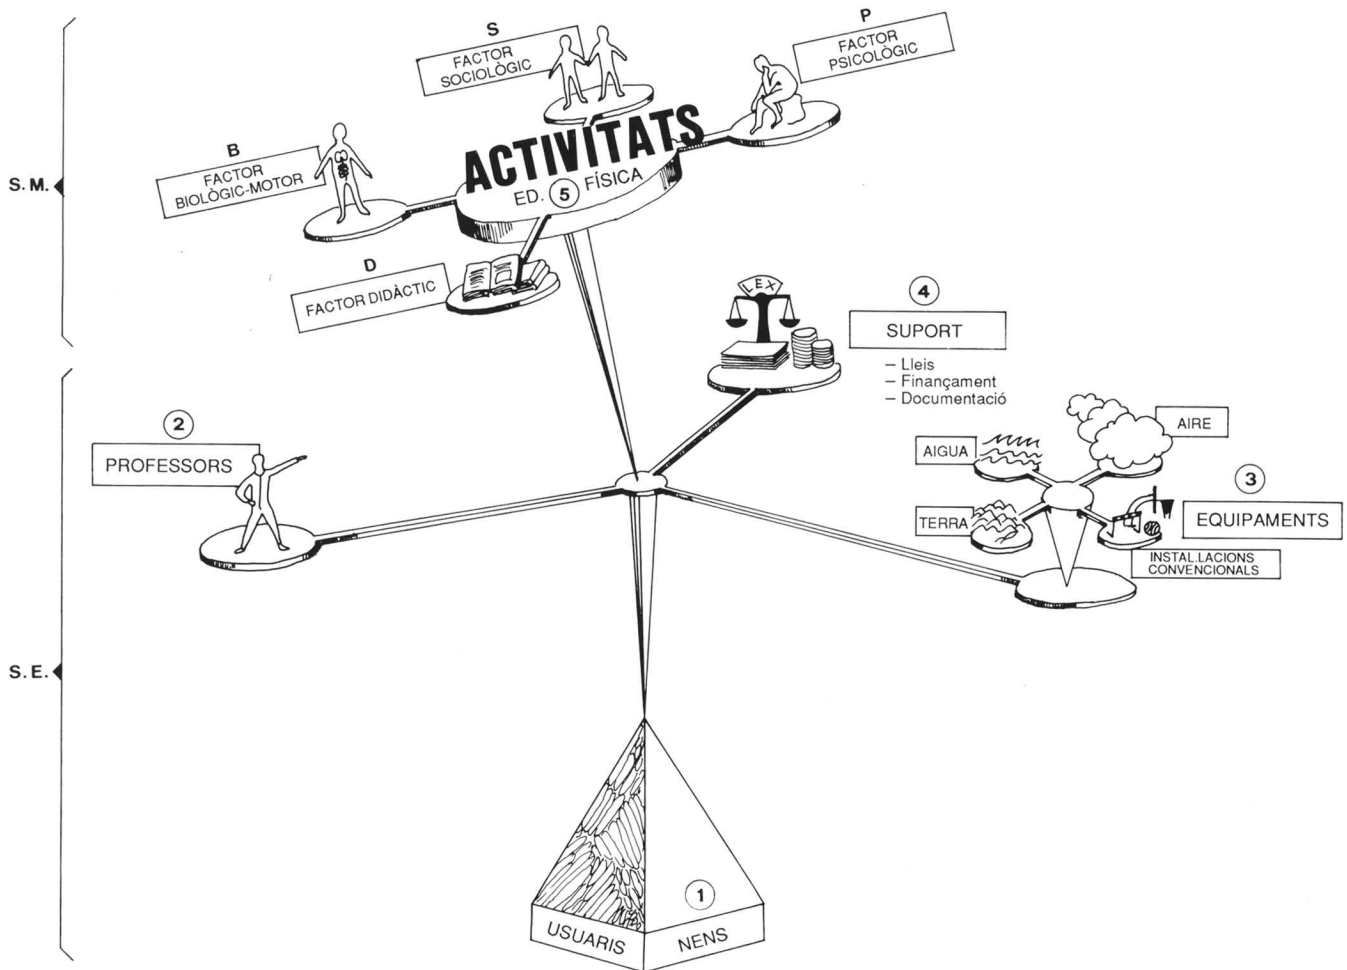 S
FACTOR
SOCIOLÒGIC
P
FACTOR
PSICOLÒGIC
B
FACTOR
BIOLÒGIC-MOTOR
S.M.
ACTIVITATS
ED. 5 FÍSICA
D
FACTOR DIDÀCTIC
LEX
4
SUPORT
– Lleis
– Finançament
– Documentació
2
PROFESSORS
AIGUA
AIRE
3
EQUIPAMENTS
TERRA
INSTAL.LACIONS
CONVENCIONALS
S.E.
1
USUARIS
NENS